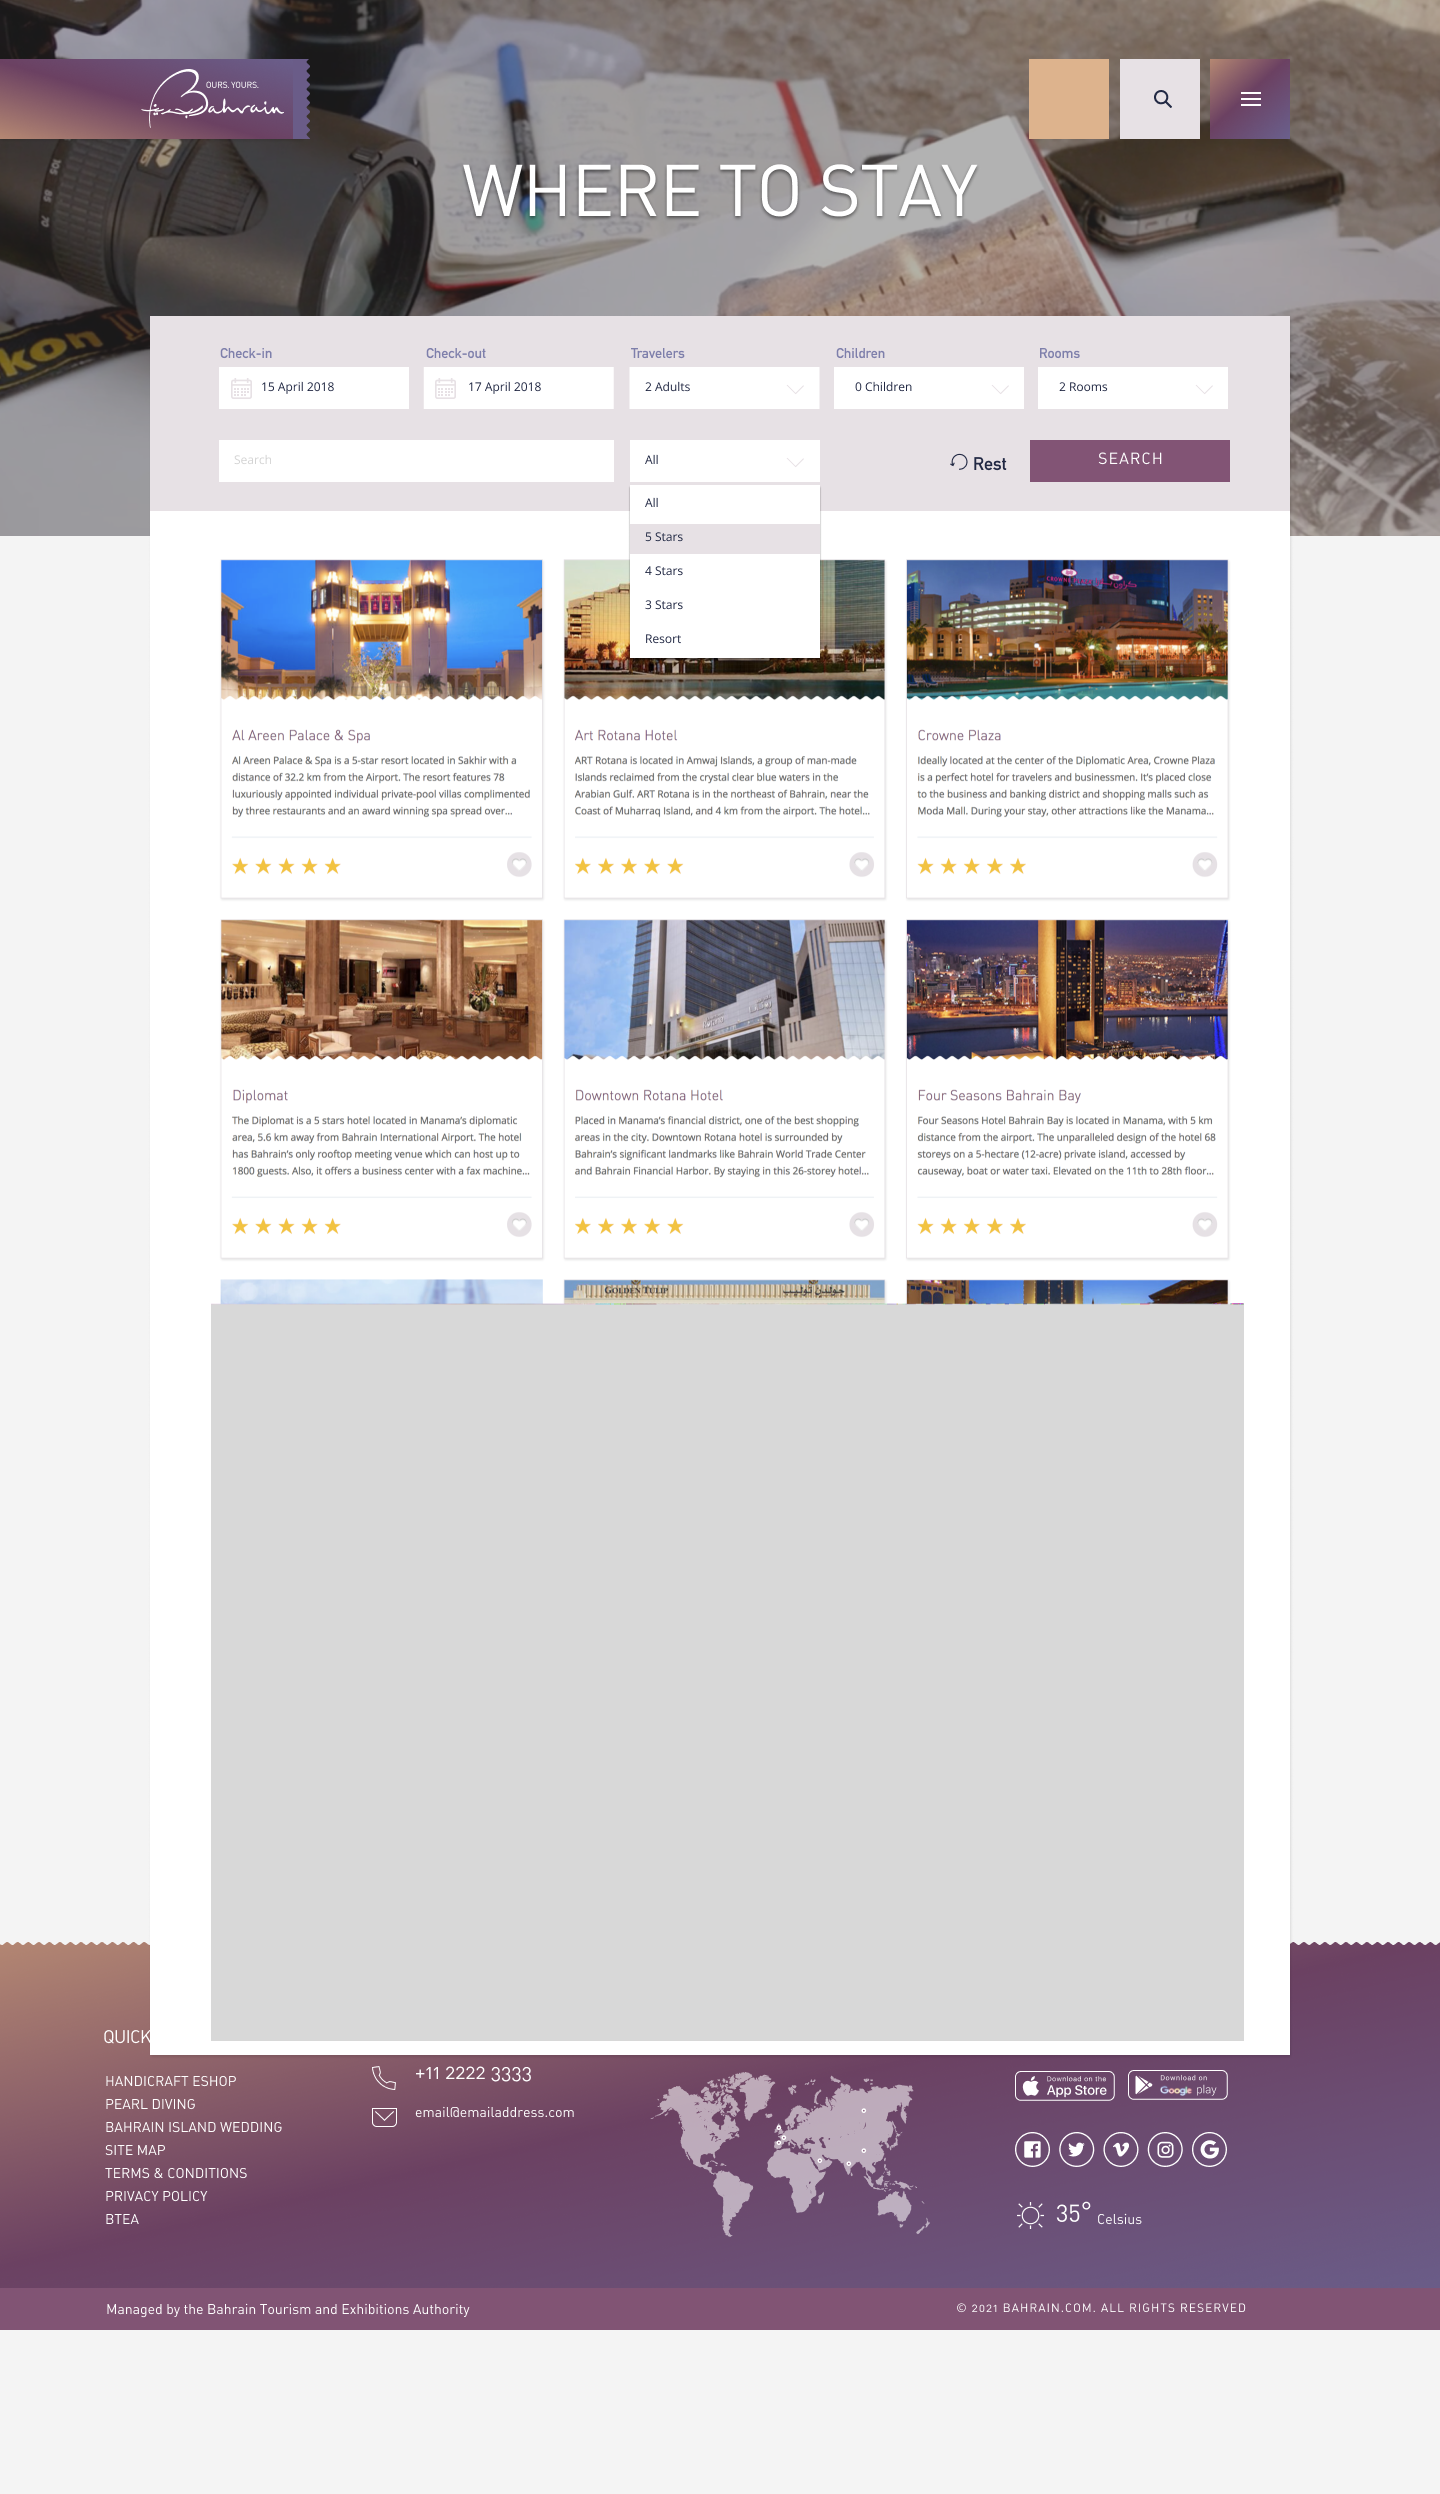 OURS. YOURS.
Bahrain
WHERE TO STAY
Check-in
Check-out
Travelers
Children
Rooms
15 April 2018
17 April 2018
2 Adults
0 Children
2 Rooms
Search
All
Rest
SEARCH
All
5 Stars
4 Stars
3 Stars
Resort
Al Areen Palace & Spa
Al Areen Palace & Spa is a 5-star resort located in Sakhir with a
distance of 32.2 km from the Airport. The resort features 78
luxuriously appointed individual private-pool villas complimented
by three restaurants and an award winning spa spread over...
Art Rotana Hotel
ART Rotana is located in Amwaj Islands, a group of man-made
Islands reclaimed from the crystal clear blue waters in the
Arabian Gulf. ART Rotana is in the northeast of Bahrain, near the
Coast of Muharraq Island, and 4 km from the airport. The hotel...
Crowne Plaza
Ideally located at the center of the Diplomatic Area, Crowne Plaza
is a perfect hotel for travelers and businessmen. It's placed close
to the business and banking district and shopping malls such as
Moda Mall. During your stay, other attractions like the Manama...
Diplomat
The Diplomat is a 5 stars hotel located in Manama's diplomatic
area, 5.6 km away from Bahrain International Airport. The hotel
has Bahrain's only rooftop meeting venue which can host up to
1800 guests. Also, it offers a business center with a fax machine...
Downtown Rotana Hotel
Placed in Manama's financial district, one of the best shopping
areas in the city. Downtown Rotana hotel is surrounded by
Bahrain's significant landmarks like Bahrain World Trade Center
and Bahrain Financial Harbor. By staying in this 26-storey hotel...
Four Seasons Bahrain Bay
Four Seasons Hotel Bahrain Bay is located in Manama, with 5 km
distance from the airport. The unparalleled design of the hotel 68
storeys on a 5-hectare (12-acre) private island, accessed by
causeway, boat or water taxi. Elevated on the 11th to 28th floor...
GOLDEN TULIP جولدن توليب
QUICK
HANDICRAFT ESHOP
PEARL DIVING
BAHRAIN ISLAND WEDDING
SITE MAP
TERMS & CONDITIONS
PRIVACY POLICY
BTEA
+11 2222 3333
email@emailaddress.com
Download on the
App Store
Download on
Google play
35° Celsius
Managed by the Bahrain Tourism and Exhibitions Authority
© 2021 BAHRAIN.COM. ALL RIGHTS RESERVED